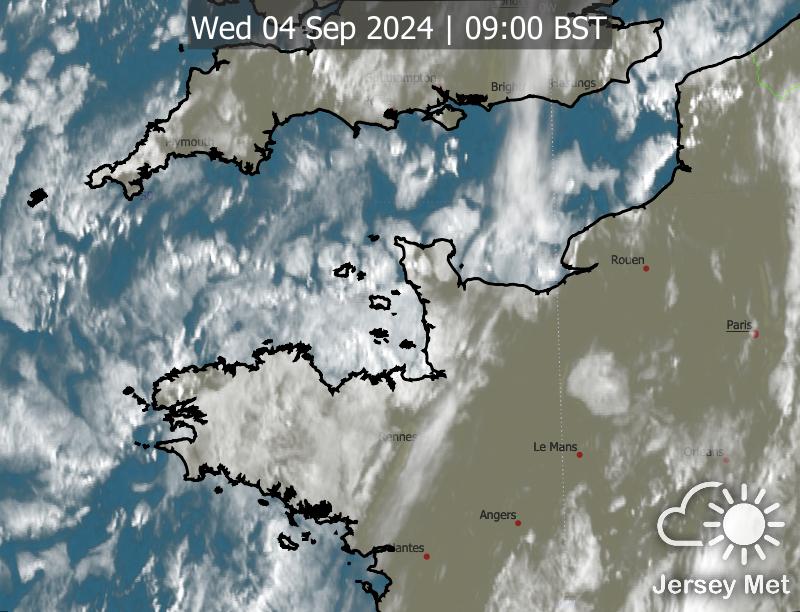 Wed 04 Sep 2024 | 09:00 BST
Southampton
Brigh
Hastings
Plymouth
Rouen
Paris
Rennes
Le Mans
Orleans
Angers
Nantes
Jersey Met